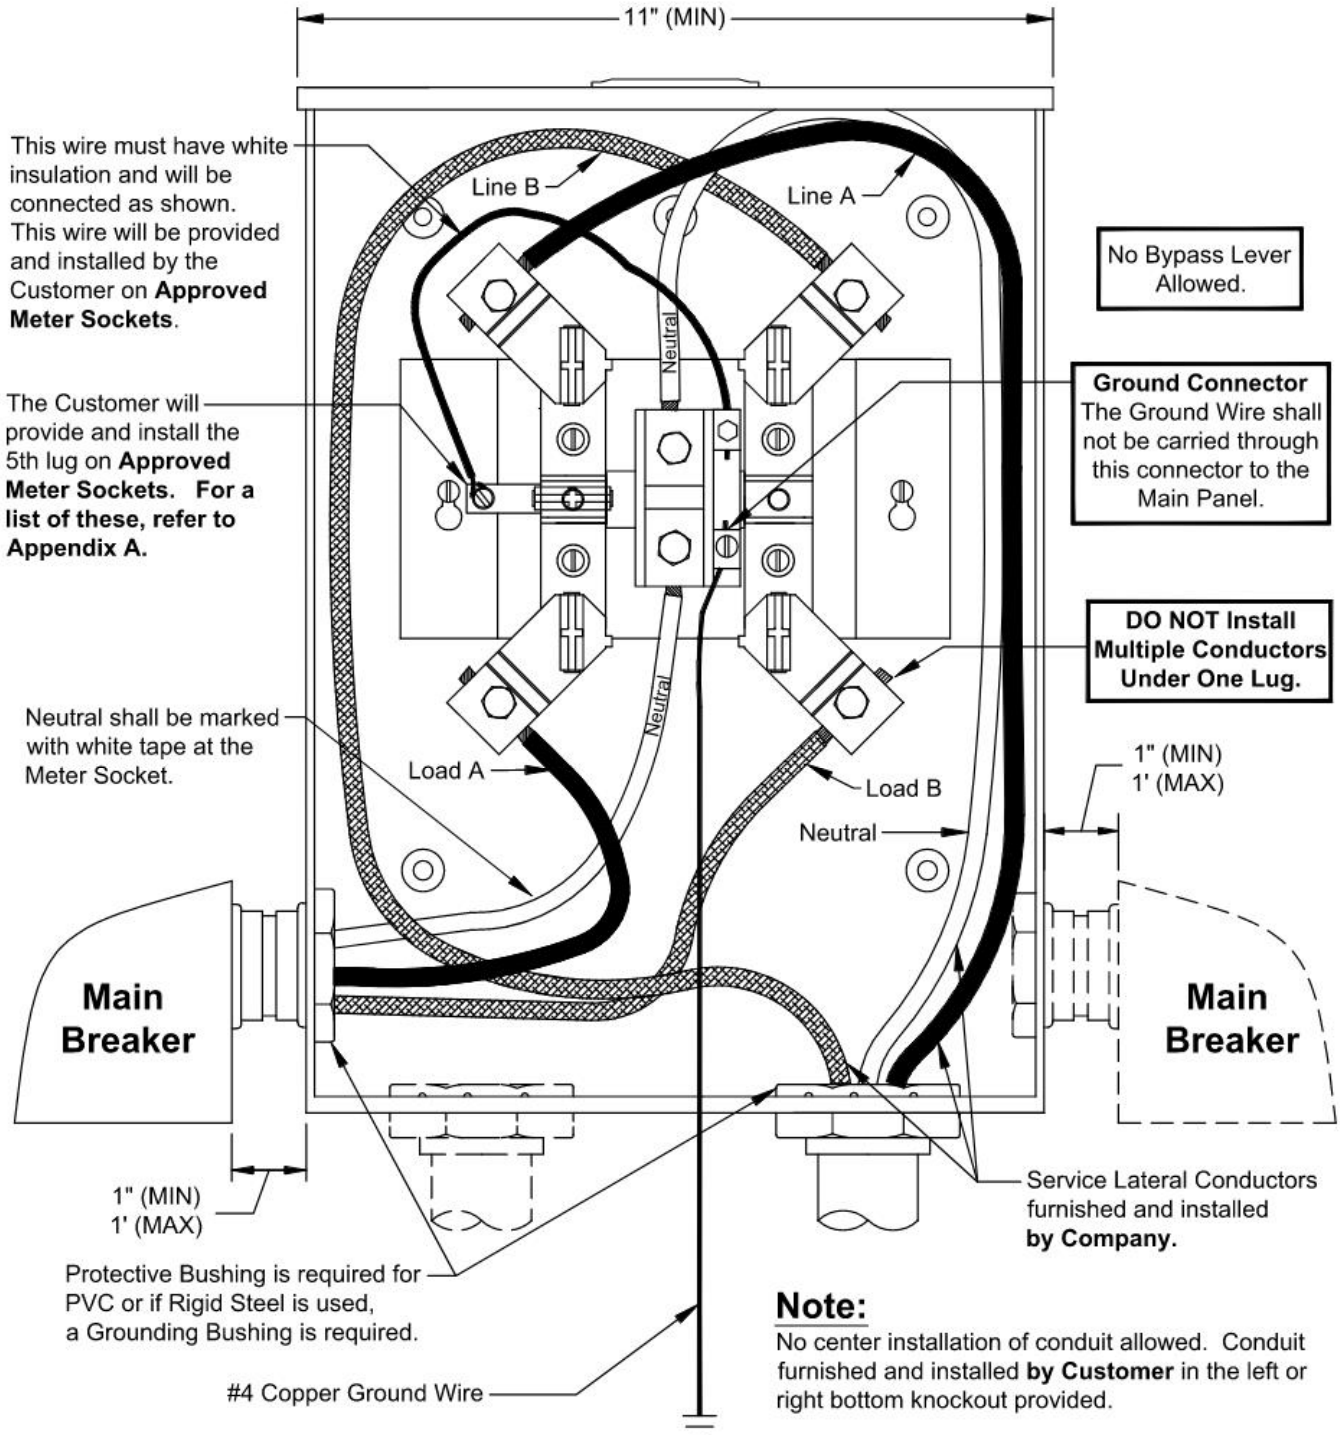 11" (MIN)
This wire must have white
insulation and will be
connected as shown.
This wire will be provided
and installed by the
Customer on Approved
Meter Sockets.
Line B
Line A
No Bypass Lever
Allowed.
Neutral
The Customer will
provide and install the
5th lug on Approved
Meter Sockets. For a
list of these, refer to
Appendix A.
Ground Connector
The Ground Wire shall
not be carried through
this connector to the
Main Panel.
DO NOT Install
Multiple Conductors
Under One Lug.
Neutral
Neutral shall be marked
with white tape at the
Meter Socket.
Load A
Load B
Neutral
1" (MIN)
1' (MAX)
Main
Breaker
Main
Breaker
1" (MIN)
1' (MAX)
Service Lateral Conductors
furnished and installed
by Company.
Protective Bushing is required for
PVC or if Rigid Steel is used,
a Grounding Bushing is required.
#4 Copper Ground Wire
Note:
No center installation of conduit allowed. Conduit
furnished and installed by Customer in the left or
right bottom knockout provided.